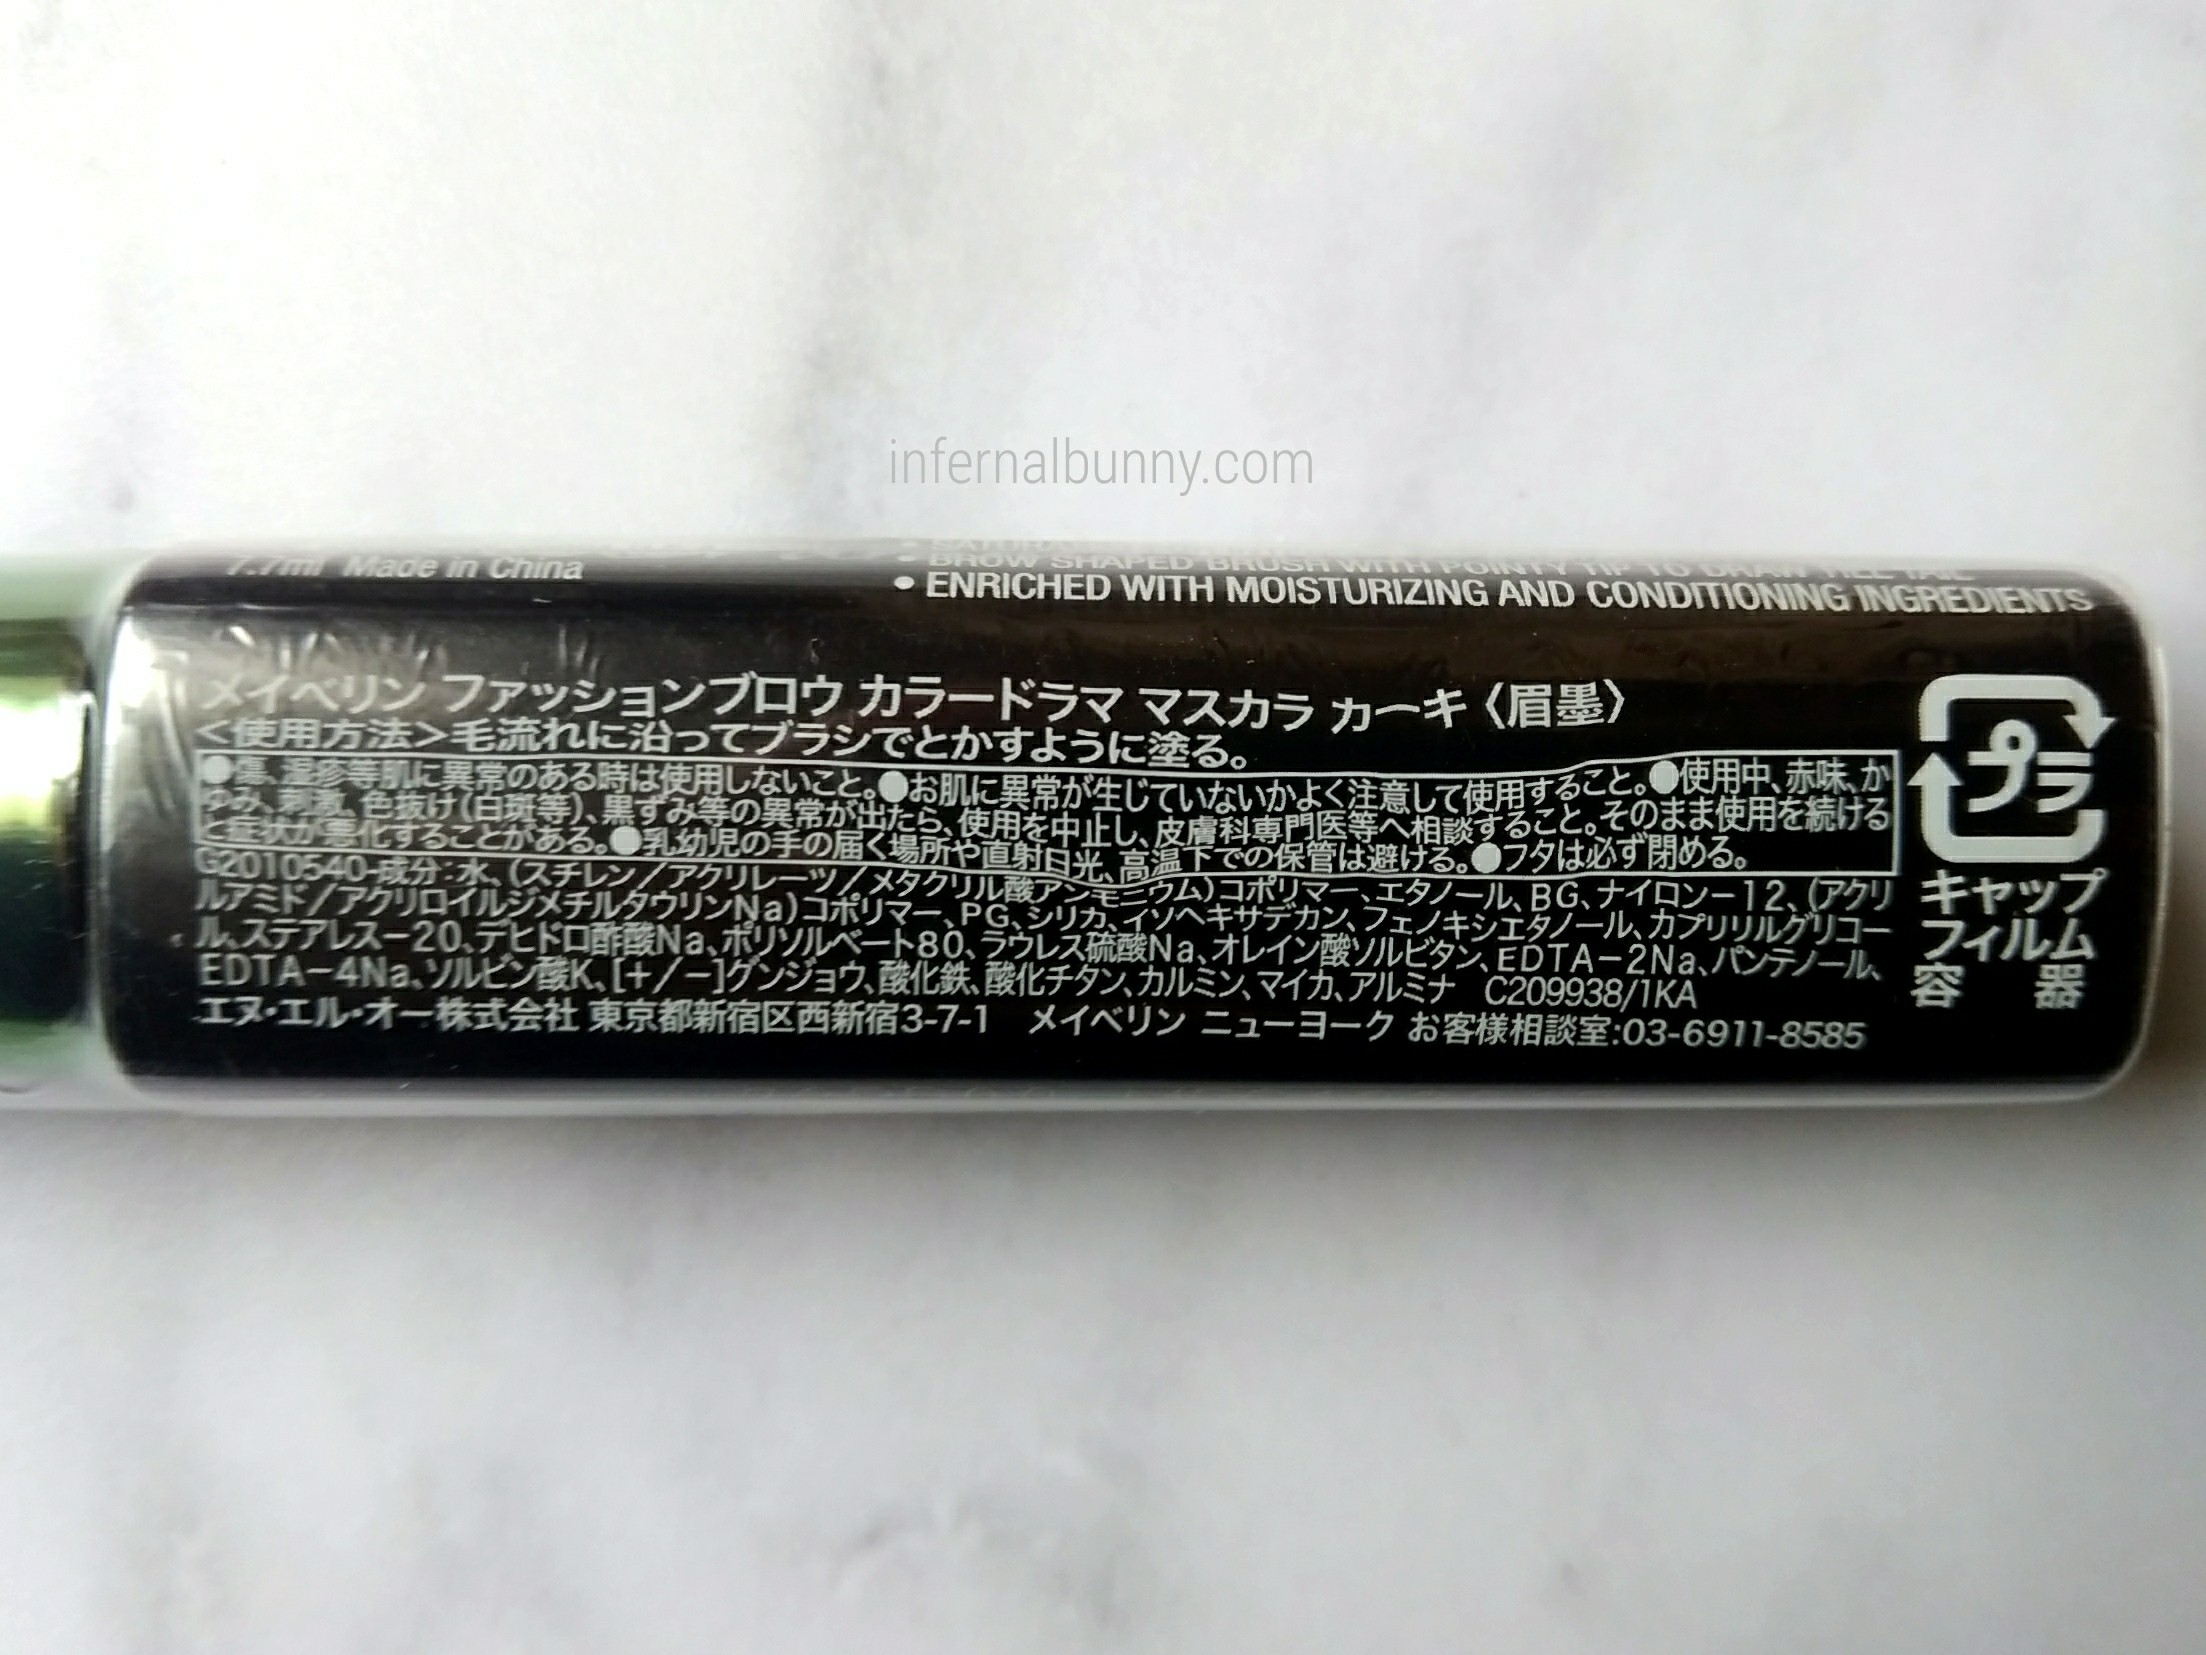 infernalbunny.com
7.7ml Made in China
• BROW SHAPED BRUSH WITH POINTY TIP TO DRAW TILL TAIL
• ENRICHED WITH MOISTURIZING AND CONDITIONING INGREDIENTS
メイベリン ファッションブロウ カラードラマ マスカラ カーキ〈眉墨〉
<使用方法>毛流れに沿ってブラシでとかすように塗る。
●傷、湿疹等肌に異常のある時は使用しないこと。●お肌に異常が生じていないかよく注意して使用すること。●使用中、赤味、か
ゆみ、刺激、色抜け(白斑等)、黒ずみ等の異常が出たら、使用を中止し、皮膚科専門医等へ相談すること。そのまま使用を続ける
と症状が悪化することがある。●乳幼児の手の届く場所や直射日光、高温下での保管は避ける。●フタは必ず閉める。
G2010540-成分:水、(スチレン/アクリレーツ/メタクリル酸アンモニウム)コポリマー、エタノール、BG、ナイロン-12、(アクリ
ルアミド/アクリロイルジメチルタウリンNa)コポリマー、PG、シリカ、イソヘキサデカン、フェノキシエタノール、カプリリルグリコー
ル、ステアレス-20、デヒドロ酢酸Na、ポリソルベート80、ラウレス硫酸Na、オレイン酸ソルビタン、EDTA-2Na、パンテノール、
EDTA-4Na、ソルビン酸K、[+/-]グンジョウ、酸化鉄、酸化チタン、カルミン、マイカ、アルミナ C209938/1KA
エヌ・エル・オー株式会社 東京都新宿区西新宿3-7-1 メイベリン ニューヨーク お客様相談室:03-6911-8585
プラ
キャップ
フィルム
容 器